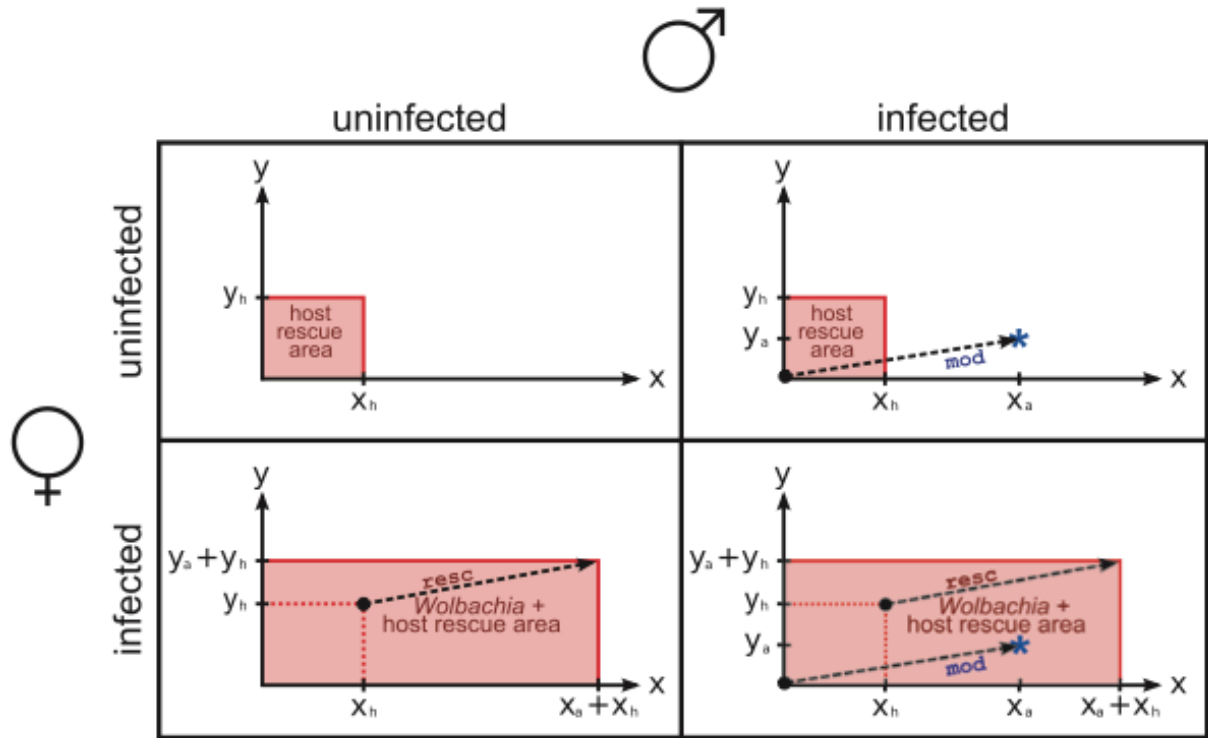 uninfected
infected
uninfected
y
yₕ
host
rescue
area
xₕ
x
y
yₕ
yₐ
host
rescue
area
mod
xₕ
xₐ
x
infected
y
yₐ+yₕ
yₕ
resc
Wolbachia +
host rescue area
xₕ
xₐ+xₕ
x
y
yₐ+yₕ
yₕ
yₐ
resc
Wolbachia +
host rescue area
mod
xₕ
xₐ
xₐ+xₕ
x